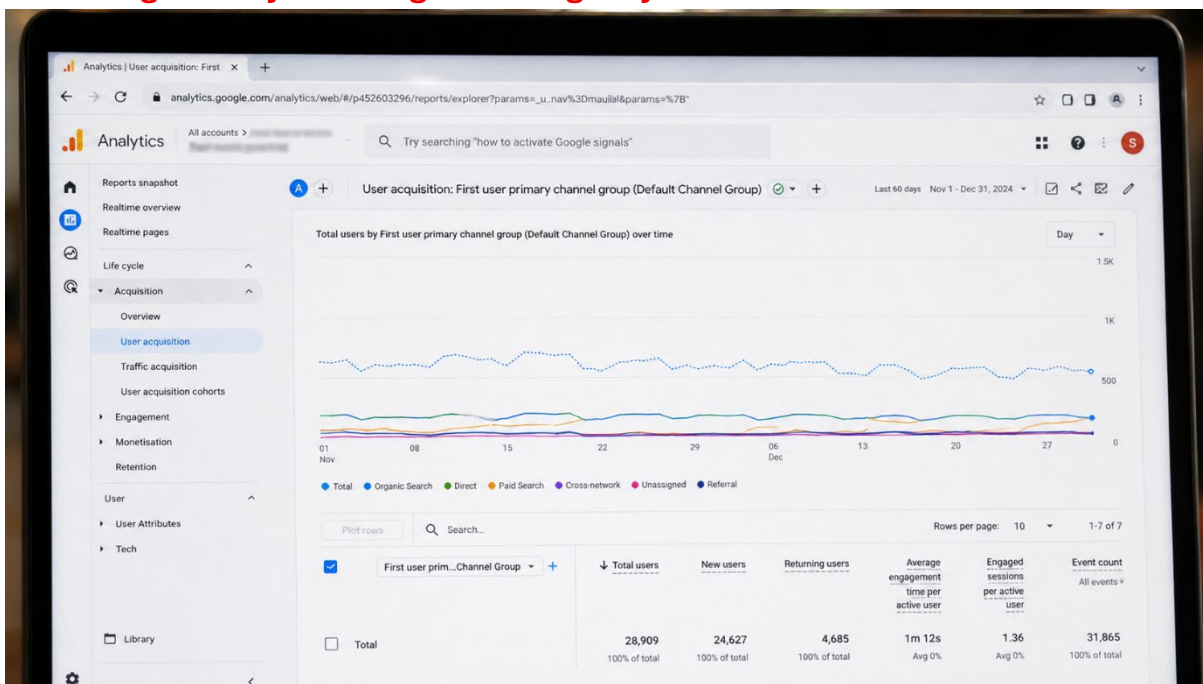 Analytics | User acquisition: First
analytics.google.com/analytics/web/#/p452603296/reports/explorer?params=_u..nav%3Dmauilal&params=%7B"
Analytics
All accounts >
Try searching "how to activate Google signals"
S
Reports snapshot
Realtime overview
Realtime pages
Life cycle
Acquisition
Overview
User acquisition
Traffic acquisition
User acquisition cohorts
Engagement
Monetisation
Retention
User
User Attributes
Tech
Library
A
User acquisition: First user primary channel group (Default Channel Group)
Last 60 days Nov 1 - Dec 31, 2024
Total users by First user primary channel group (Default Channel Group) over time
Day
1.5K
1K
500
0
01 Nov 08 15 22 29 06 Dec 13 20 27
Total Organic Search Direct Paid Search Cross-network Unassigned Referral
Plot rows Search... Rows per page: 10 1-7 of 7
First user prim...Channel Group
Total users
New users
Returning users
Average
engagement
time per
active user
Engaged
sessions
per active
user
Event count
All events
Total 28,909 24,627 4,685 1m 12s 1.36 31,865
100% of total 100% of total 100% of total Avg 0% Avg 0% 100% of total